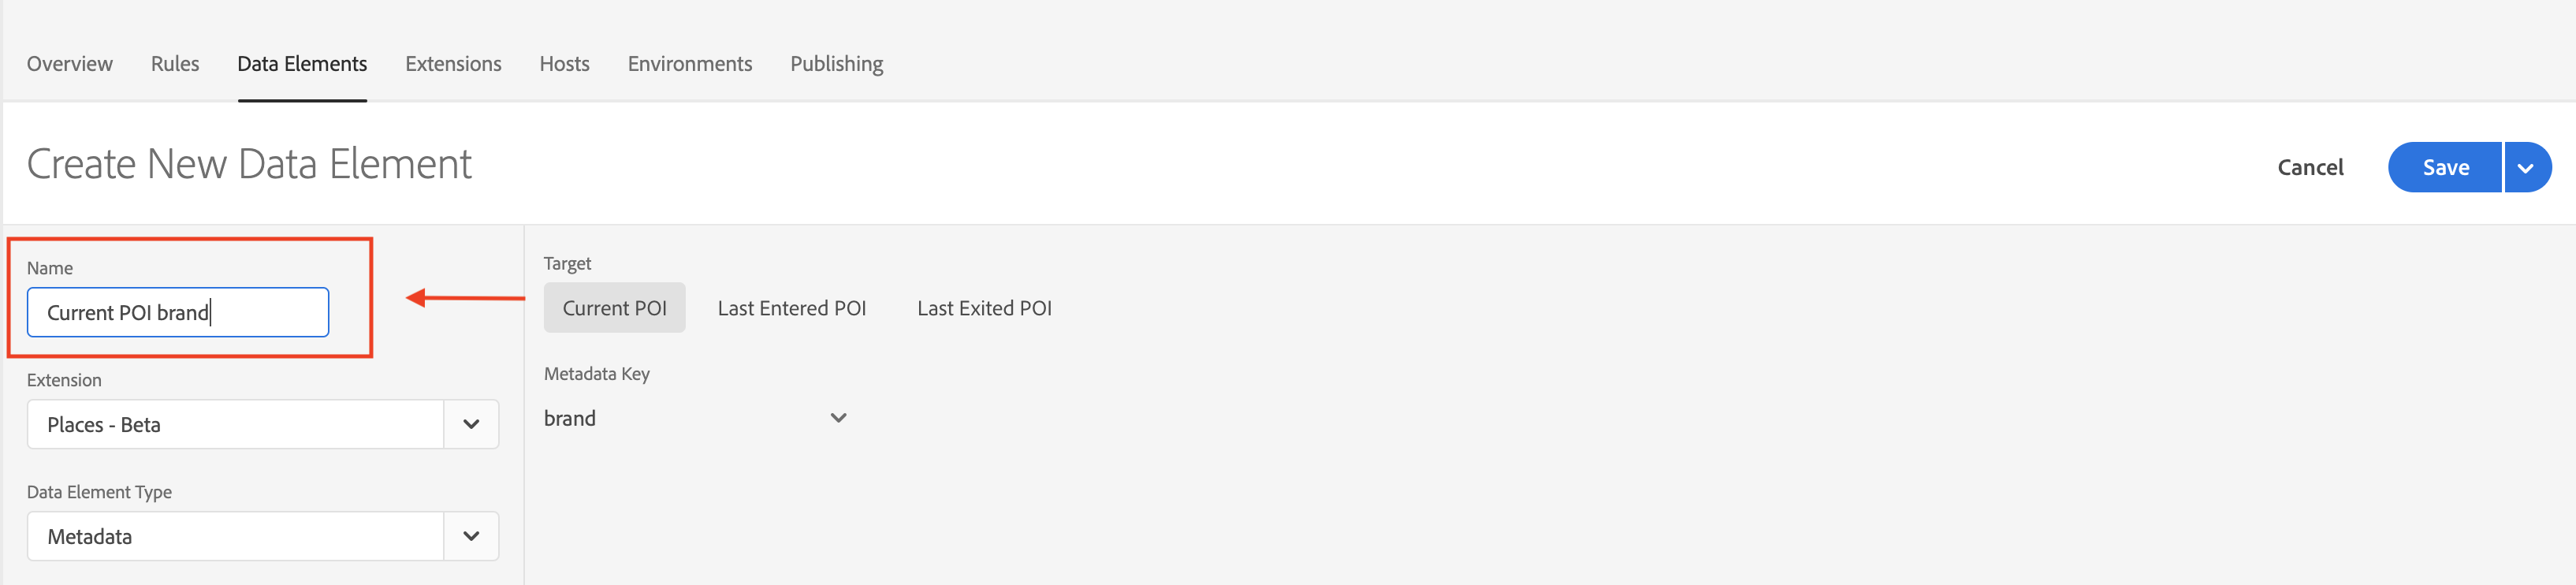 Overview Rules Data Elements Extensions Hosts Environments Publishing
Create New Data Element
Cancel Save
Name
Current POI brand
Extension
Places - Beta
Data Element Type
Metadata
Target
Current POI Last Entered POI Last Exited POI
Metadata Key
brand